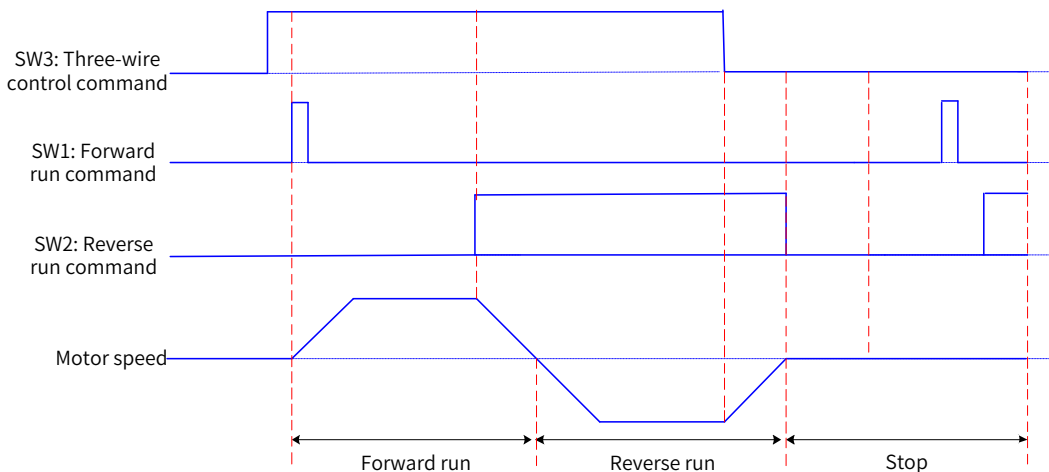 SW3: Three-wire
control command
SW1: Forward
run command
SW2: Reverse
run command
Motor speed
Forward run
Reverse run
Stop